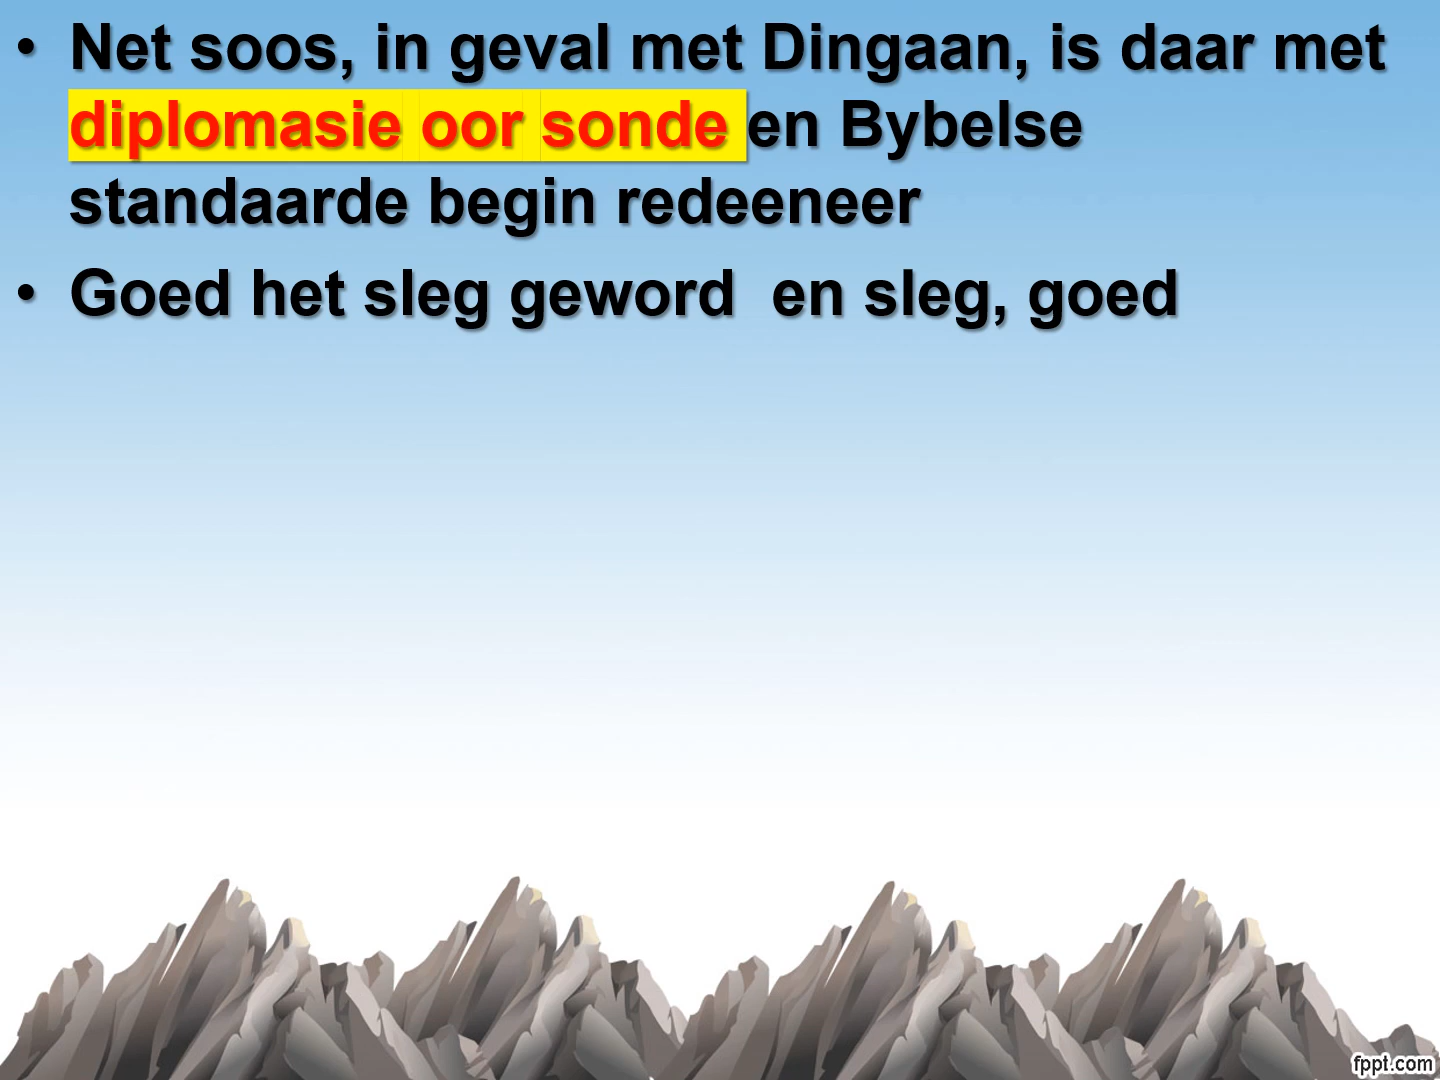 • Net soos, in geval met Dingaan, is daar met
diplomasie oor sonde en Bybelse
standaarde begin redeeneer
• Goed het sleg geword  en sleg, goed
fppt.com